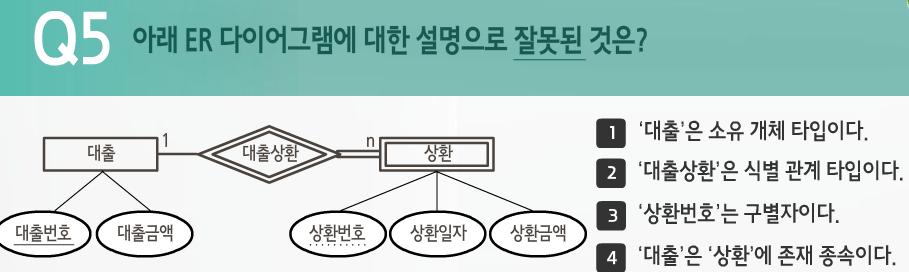 Q5 아래 ER 다이어그램에 대한 설명으로 잘못된 것은?
대출 1 대출상환 n 상환
대출번호 대출금액 상환번호 상환일자 상환금액
1 '대출'은 소유 개체 타입이다.
2 '대출상환'은 식별 관계 타입이다.
3 '상환번호'는 구별자이다.
4 '대출'은 '상환'에 존재 종속이다.